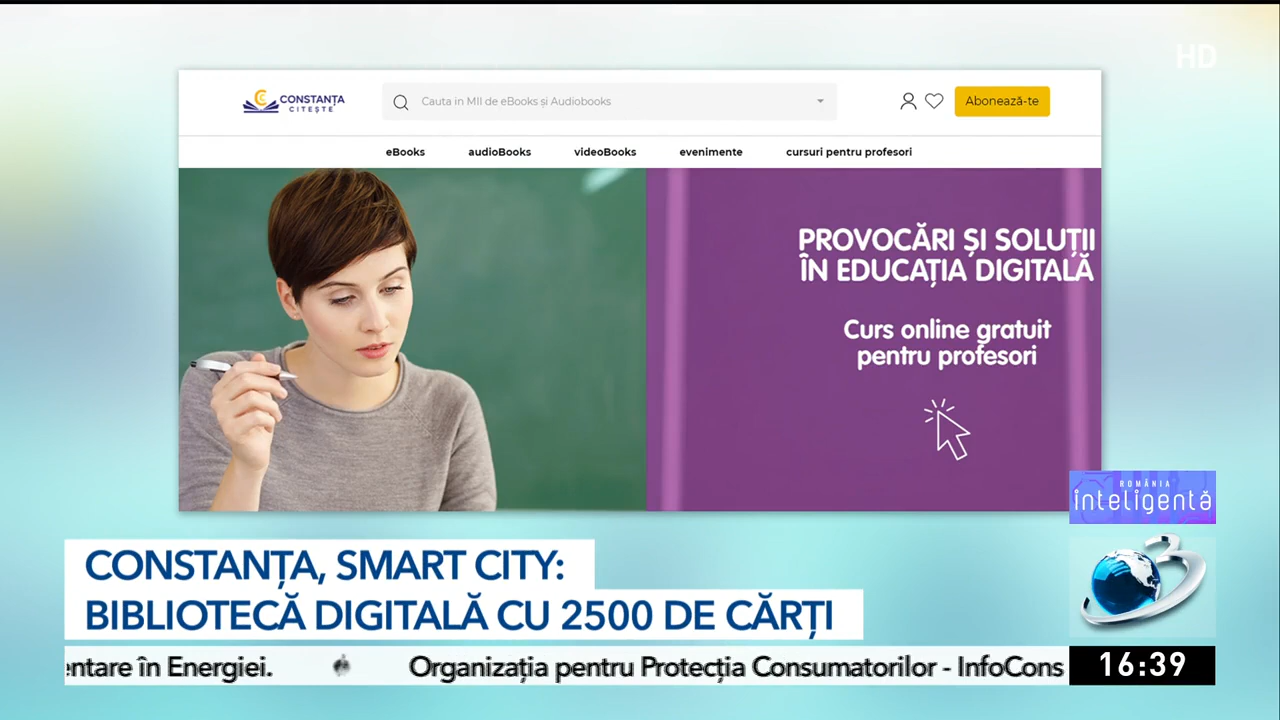 HD
CONSTANȚA
CITEȘTE
Cauta in MII de eBooks și Audiobooks
Abonează-te
eBooks audioBooks videoBooks evenimente cursuri pentru profesori
PROVOCĂRI ȘI SOLUȚII
ÎN EDUCAȚIA DIGITALĂ
Curs online gratuit
pentru profesori
ROMÂNIA
inteligentă
CONSTANȚA, SMART CITY:
BIBLIOTECĂ DIGITALĂ CU 2500 DE CĂRȚI
3
entare în Energiei. Organizația pentru Protecția Consumatorilor - InfoCons
16:39